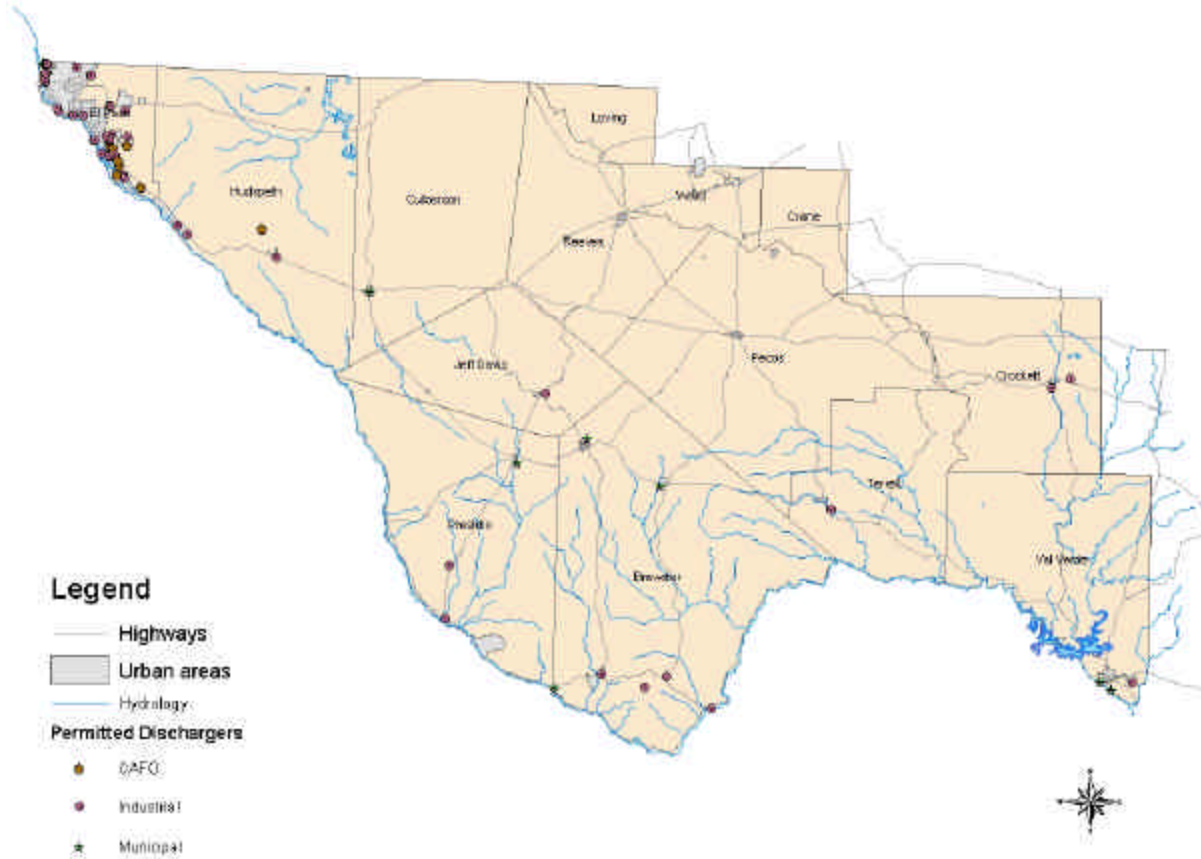 El Paso
Hudspeth
Culberson
Loving
Ward
Crane
Reeves
Jeff Davis
Pecos
Crockett
Terrell
Presidio
Brewster
Val Verde
Legend
Highways
Urban areas
Hydrology
Permitted Dischargers
CAFO
Industrial
Municipal